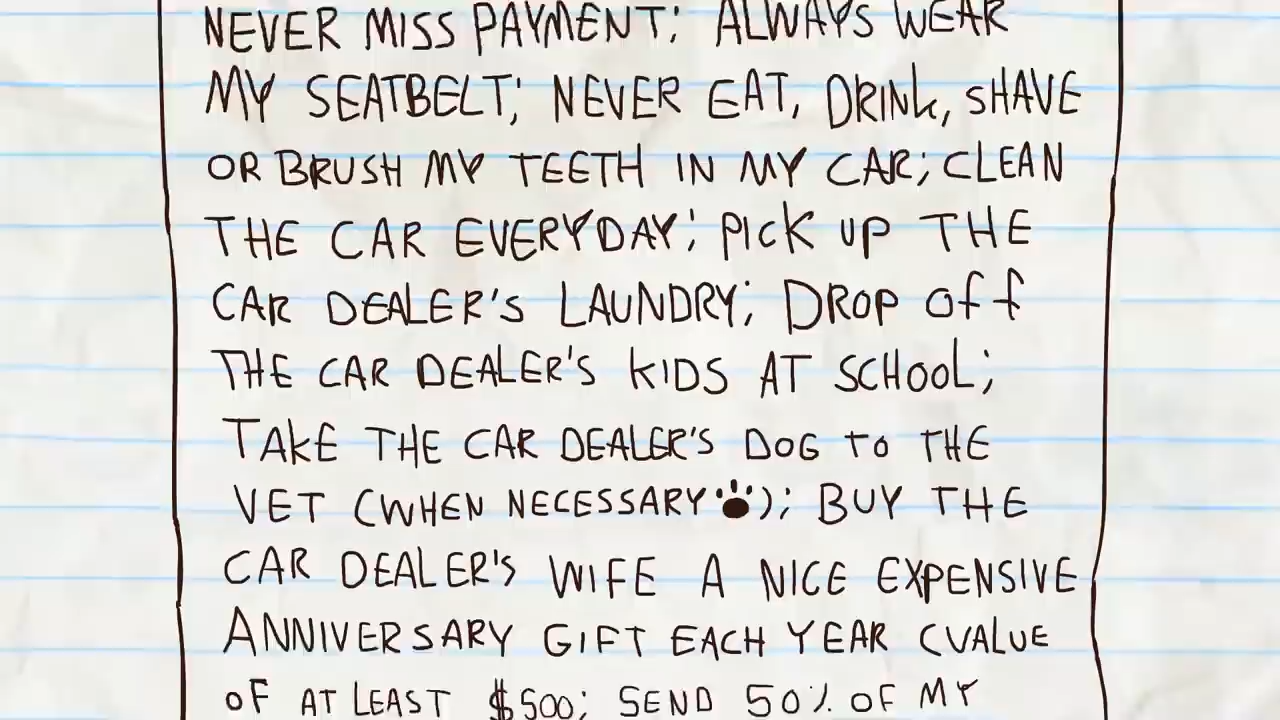 NEVER MISS PAYMENT; ALWAYS WEAR
MY SEATBELT; NEVER EAT, DRINK, SHAVE
OR BRUSH MY TEETH IN MY CAR; CLEAN
THE CAR EVERYDAY; PICK UP THE
CAR DEALER'S LAUNDRY; DROP OFF
THE CAR DEALER'S KIDS AT SCHOOL;
TAKE THE CAR DEALER'S DOG TO THE
VET (WHEN NECESSARY); BUY THE
CAR DEALER'S WIFE A NICE EXPENSIVE
ANNIVERSARY GIFT EACH YEAR (VALUE
OF AT LEAST $500; SEND 50% OF MY